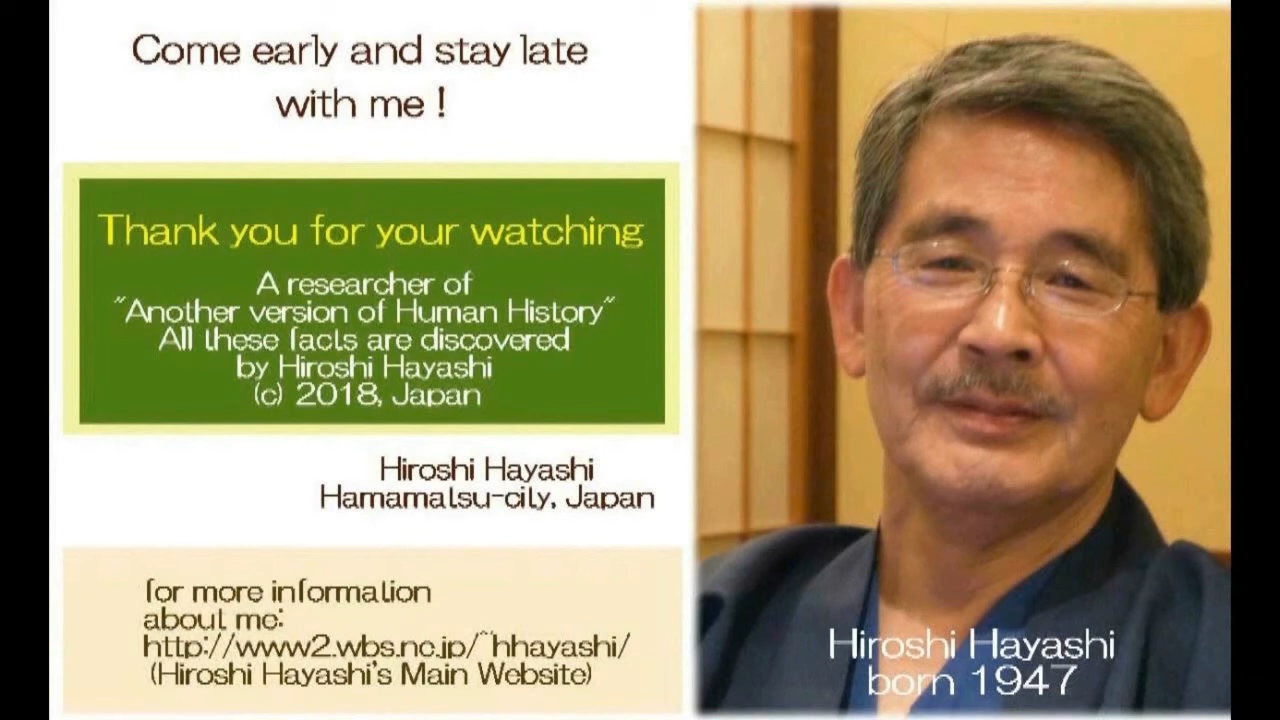 Come early and stay late
with me !
Thank you for your watching
A researcher of
"Another version of Human History"
All these facts are discovered
by Hiroshi Hayashi
(c) 2018, Japan
Hiroshi Hayashi
Hamamatsu-city, Japan
for more information
about me:
http://www2.wbs.ne.jp/~hhayashi/
(Hiroshi Hayashi's Main Website)
Hiroshi Hayashi
born 1947